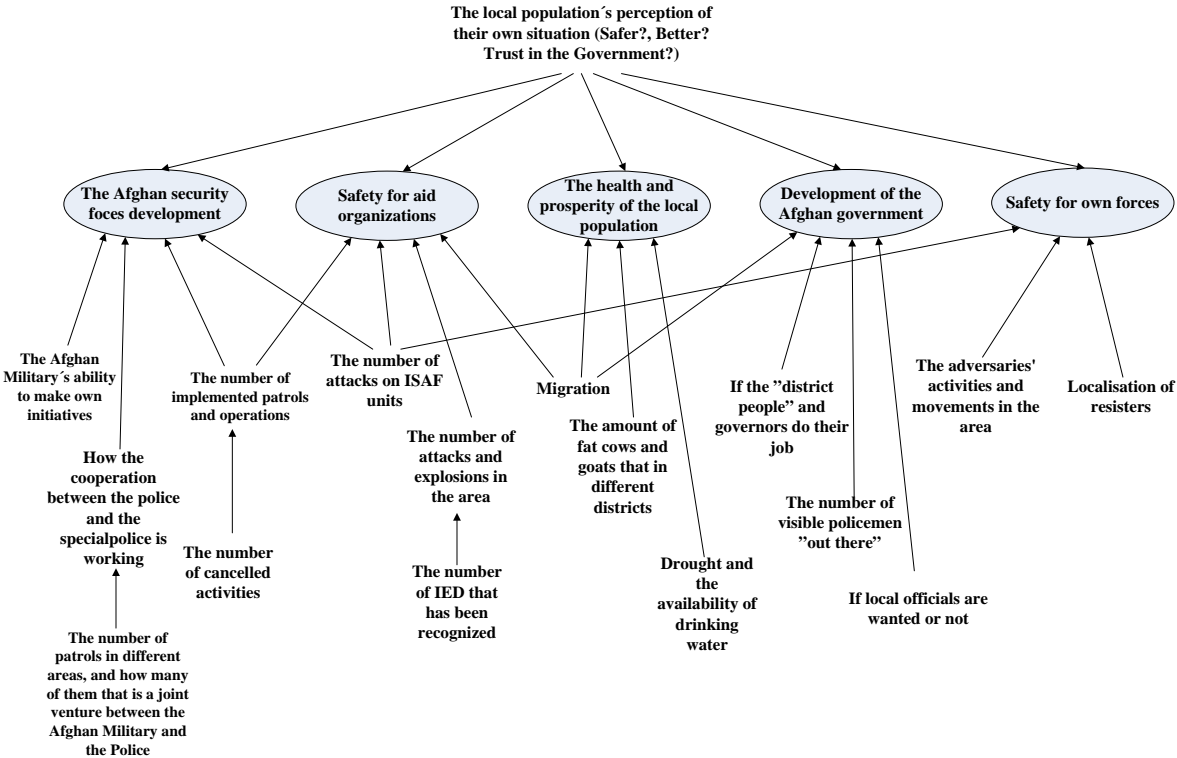 The local population´s perception of
their own situation (Safer?, Better?
Trust in the Government?)
The Afghan security
foces development
Safety for aid
organizations
The health and
prosperity of the local
population
Development of the
Afghan government
Safety for own forces
The Afghan
Military´s ability
to make own
initiatives
The number of
implemented patrols
and operations
The number of
attacks on ISAF
units
Migration
If the ”district
people” and
governors do their
job
The adversaries'
activities and
movements in the
area
Localisation of
resisters
How the
cooperation
between the police
and the
specialpolice is
working
The number of
attacks and
explosions in
the area
The amount of
fat cows and
goats that in
different
districts
The number of
visible policemen
”out there”
The number
of cancelled
activities
The number
of IED that
has been
recognized
Drought and
the
availability of
drinking
water
If local officials are
wanted or not
The number of
patrols in different
areas, and how many
of them that is a joint
venture between the
Afghan Military and
the Police